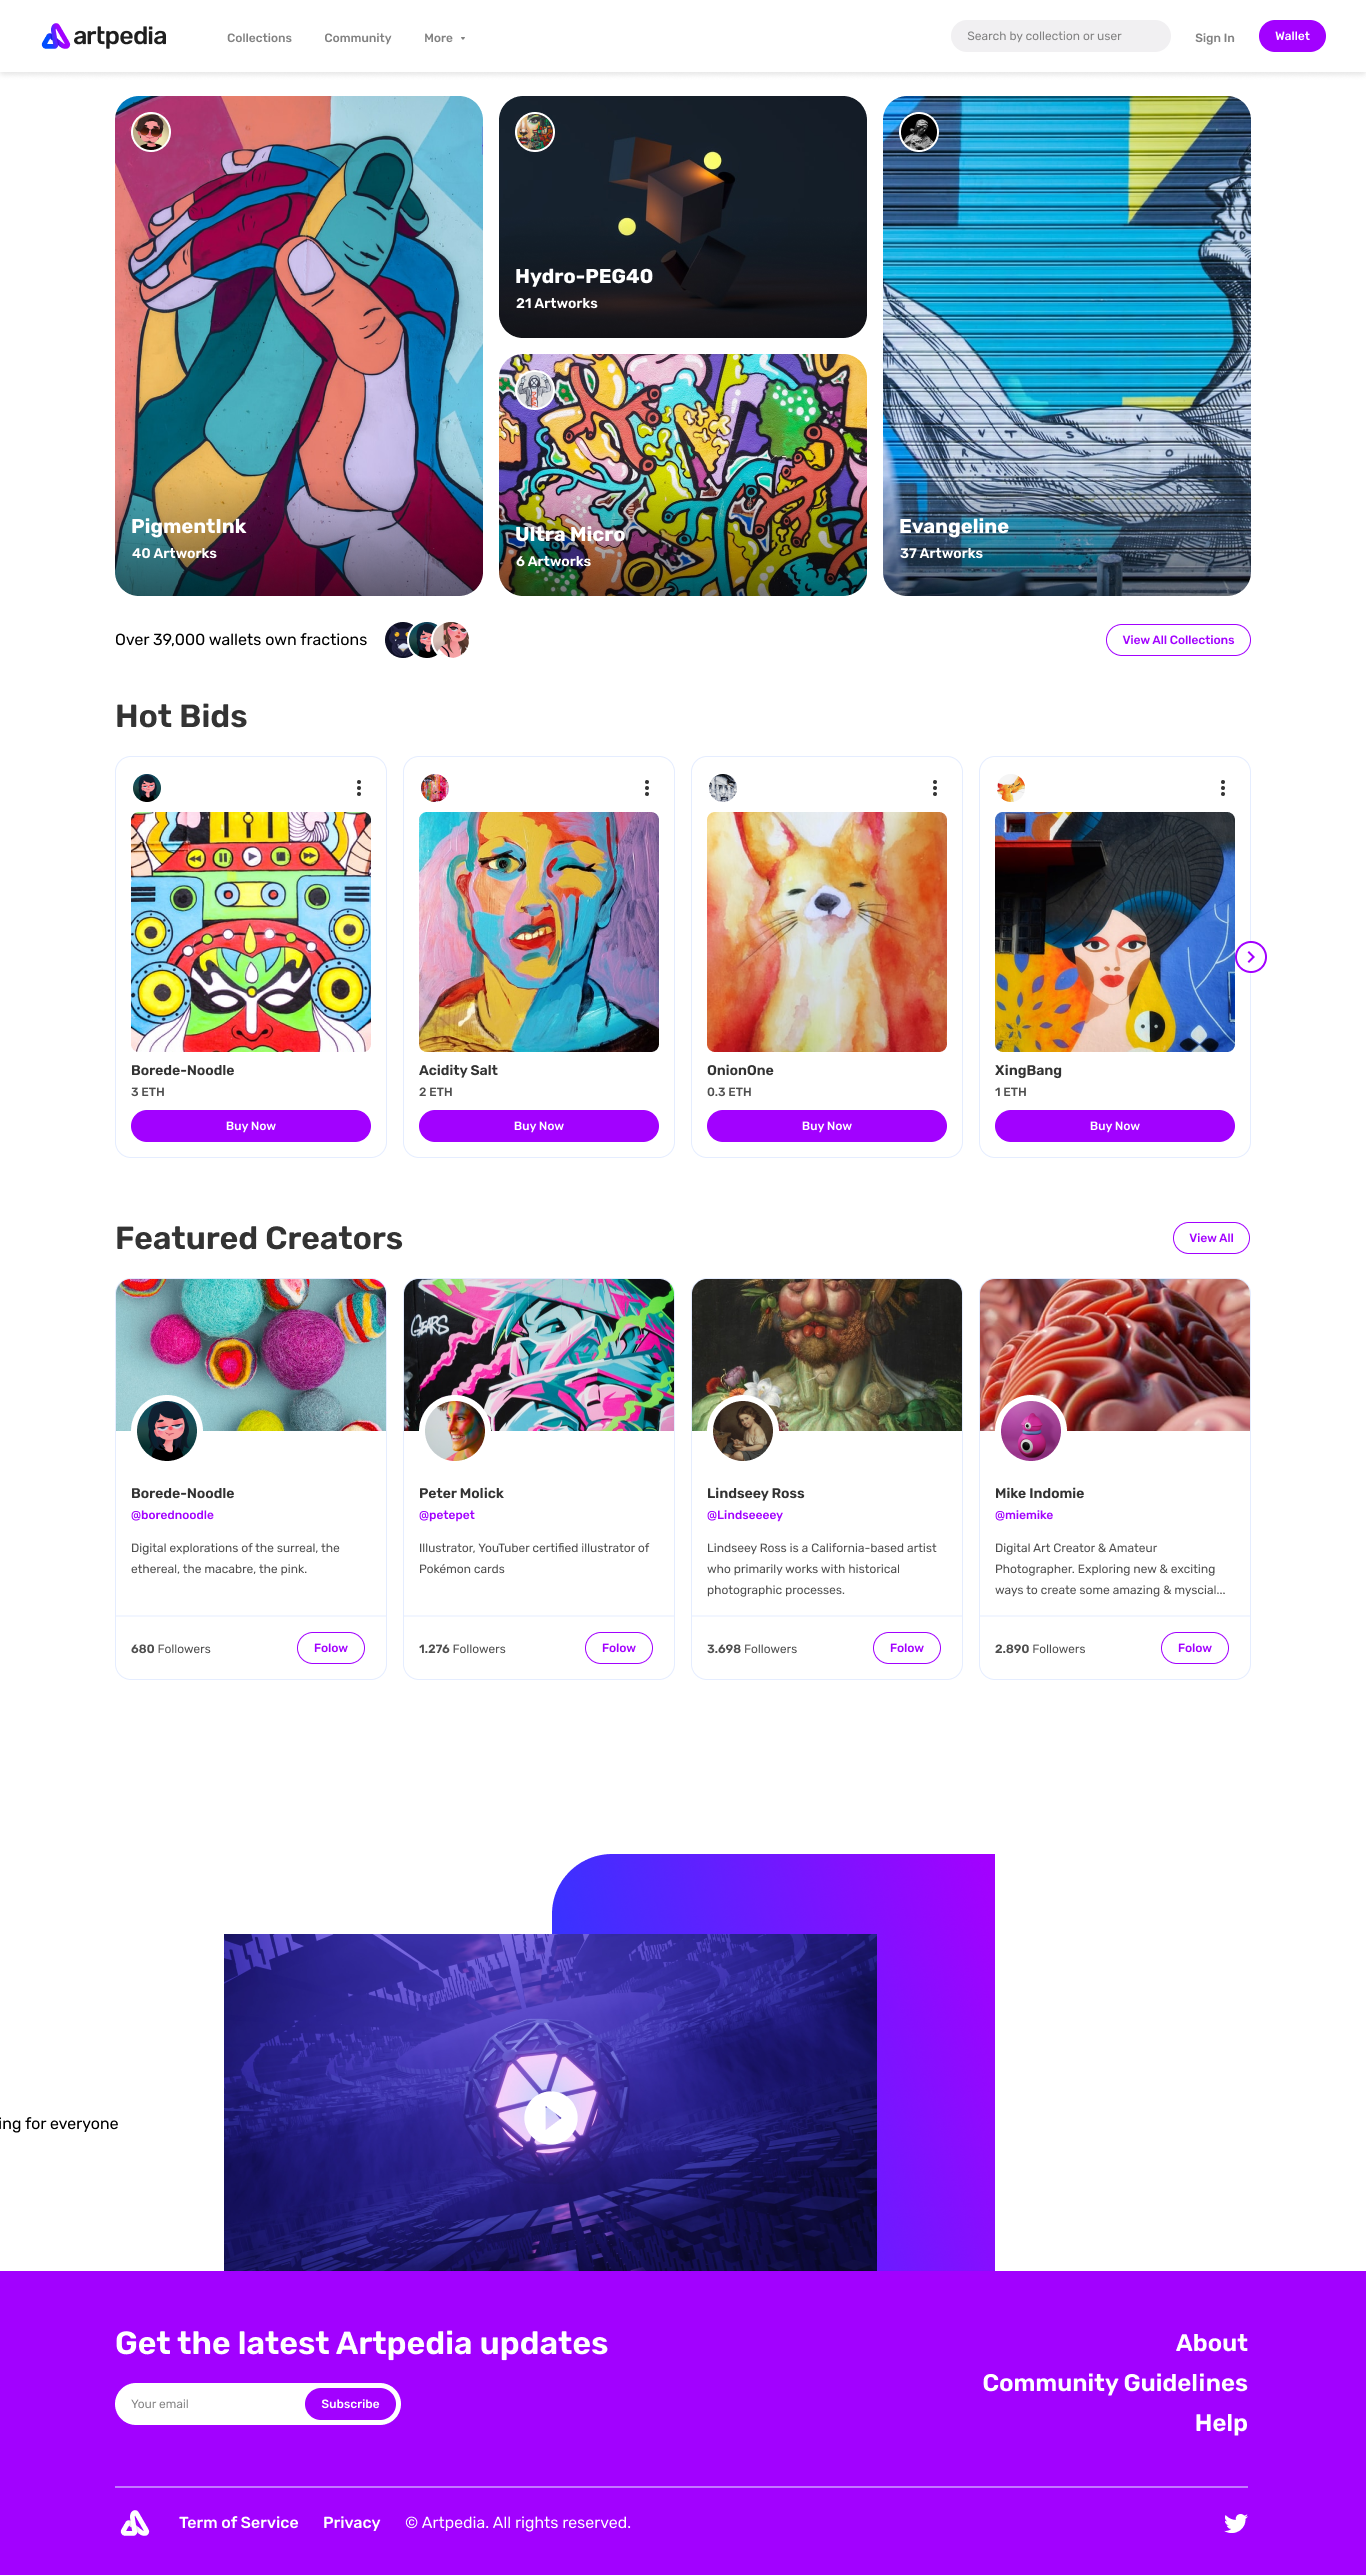 artpedia
Collections
Community
More
Search by collection or user
Sign In
Wallet
Hydro-PEG40
21 Artworks
PigmentInk
40 Artworks
Ultra Micro
6 Artworks
Evangeline
37 Artworks
Over 39,000 wallets own fractions
View All Collections
Hot Bids
Borede-Noodle
3 ETH
Buy Now
Acidity Salt
2 ETH
Buy Now
OnionOne
0.3 ETH
Buy Now
XingBang
1 ETH
Buy Now
Featured Creators
View All
GEARS
Borede-Noodle
@borednoodle
Digital explorations of the surreal, the
ethereal, the macabre, the pink.
680 Followers
Folow
Peter Molick
@petepet
Illustrator, YouTuber certified illustrator of
Pokémon cards
1.276 Followers
Folow
Lindseey Ross
@Lindseeeey
Lindseey Ross is a California-based artist
who primarily works with historical
photographic processes.
3.698 Followers
Folow
Mike Indomie
@miemike
Digital Art Creator & Amateur
Photographer. Exploring new & exciting
ways to create some amazing & myscial...
2.890 Followers
Folow
ing for everyone
Get the latest Artpedia updates
Your email
Subscribe
About
Community Guidelines
Help
Term of Service
Privacy
© Artpedia. All rights reserved.